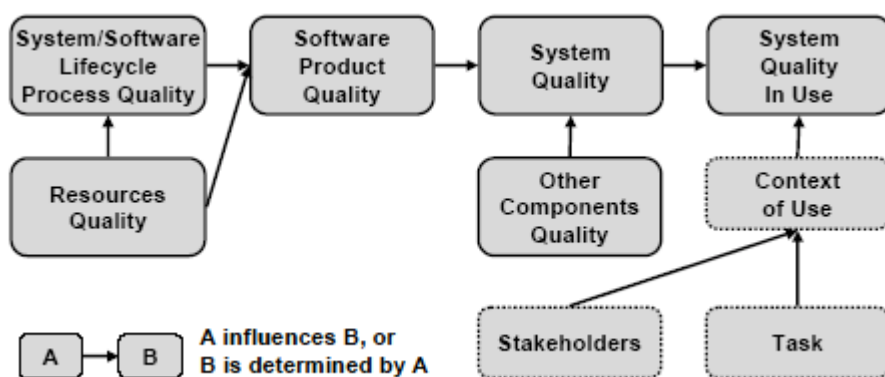 System/Software
Lifecycle
Process Quality
Software
Product
Quality
System
Quality
System
Quality
In Use
Resources
Quality
Other
Components
Quality
Context
of Use
Stakeholders
Task
A
B
A influences B, or
B is determined by A